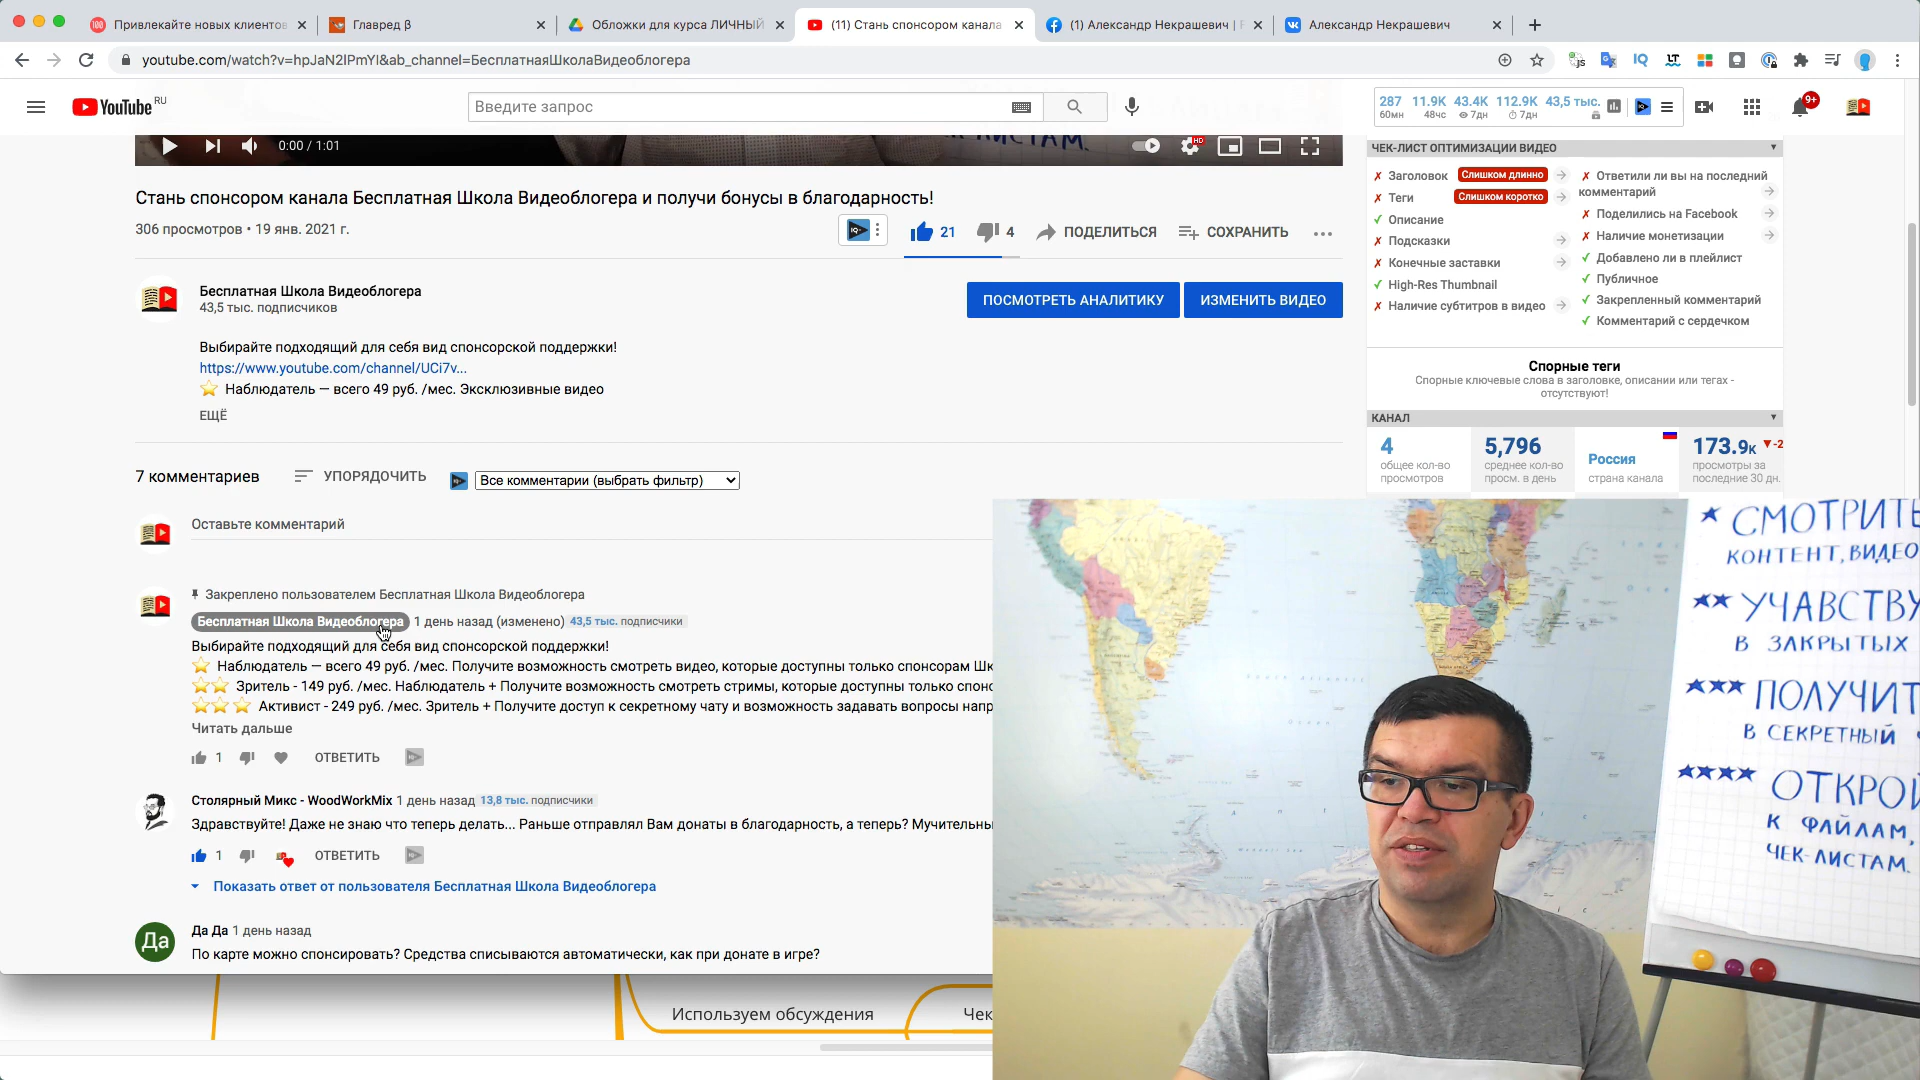 Привлекайте новых клиентов
Главред β
Обложки для курса ЛИЧНЫЙ
(11) Стань спонсором канала
(1) Александр Некрашевич | F
Александр Некрашевич
youtube.com/watch?v=hpJaN2IPmYI&ab_channel=БесплатнаяШколаВидеоблогера
YouTube RU
Введите запрос
287 11.9K 43.4K 112.9K 43,5 тыс.
60мн 48чс 7дн 7дн
9+
0:00 / 1:01
HD
Стань спонсором канала Бесплатная Школа Видеоблогера и получи бонусы в благодарность!
306 просмотров • 19 янв. 2021 г.
21
4
ПОДЕЛИТЬСЯ
СОХРАНИТЬ
Бесплатная Школа Видеоблогера
43,5 тыс. подписчиков
ПОСМОТРЕТЬ АНАЛИТИКУ
ИЗМЕНИТЬ ВИДЕО
Выбирайте подходящий для себя вид спонсорской поддержки!
https://www.youtube.com/channel/UCi7v...
Наблюдатель — всего 49 руб. /мес. Эксклюзивные видео
ЕЩЁ
7 комментариев
УПОРЯДОЧИТЬ
Все комментарии (выбрать фильтр)
Оставьте комментарий
Закреплено пользователем Бесплатная Школа Видеоблогера
Бесплатная Школа Видеоблогера 1 день назад (изменено) 43,5 тыс. подписчики
Выбирайте подходящий для себя вид спонсорской поддержки!
Наблюдатель — всего 49 руб. /мес. Получите возможность смотреть видео, которые доступны только спонсорам
Зритель - 149 руб. /мес. Наблюдатель + Получите возможность смотреть стримы, которые доступны только
Активист - 249 руб. /мес. Зритель + Получите доступ к секретному чату и возможность задавать вопросы
Читать дальше
1
ОТВЕТИТЬ
Столярный Микс - WoodWorkMix 1 день назад 13,8 тыс. подписчики
Здравствуйте! Даже не знаю что теперь делать... Раньше отправлял Вам донаты в благодарность, а теперь?
1
ОТВЕТИТЬ
Показать ответ от пользователя Бесплатная Школа Видеоблогера
Да
Да Да 1 день назад
По карте можно спонсировать? Средства списываются автоматически, как при донате в игре?
Используем обсуждения
Чек
ЧЕК-ЛИСТ ОПТИМИЗАЦИИ ВИДЕО
Заголовок Слишком длинно
Теги Слишком коротко
Описание
Подсказки
Конечные заставки
High-Res Thumbnail
Наличие субтитров в видео
Ответили ли вы на последний
комментарий
Поделились на Facebook
Наличие монетизации
Добавлено ли в плейлист
Публичное
Закрепленный комментарий
Комментарий с сердечком
Спорные теги
Спорные ключевые слова в заголовке, описании или тегах -
отсутствуют!
КАНАЛ
4
общее кол-во
просмотров
5,796
среднее кол-во
просм. в день
Россия
страна канала
173.9к -2
просмотры за
последние 30 дн.
СМОТРИТЕ
КОНТЕНТ, ВИДЕО
УЧАВСТВУ
В ЗАКРЫТЫХ
ПОЛУЧИТ
В СЕКРЕТНЫЙ
ОТКРОЙ
К ФАЙЛАМ,
ЧЕК-ЛИСТАМ.